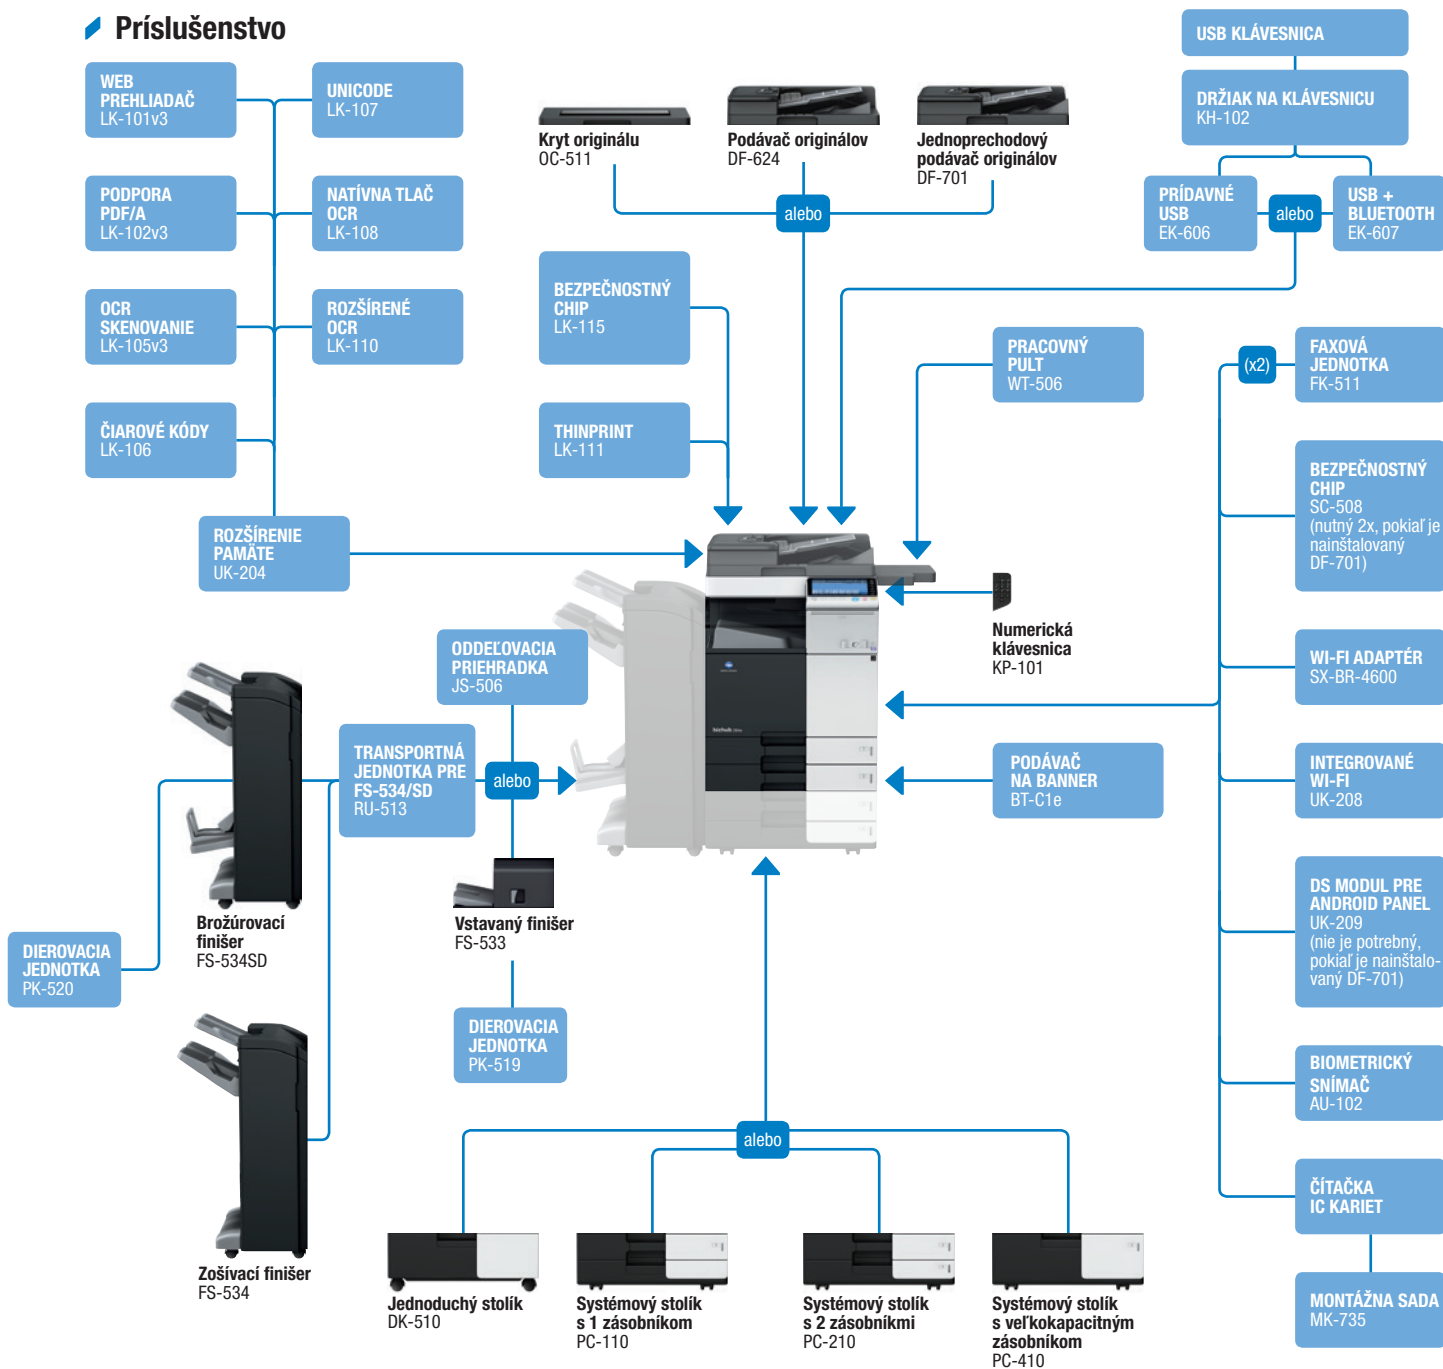 Príslušenstvo
WEB
PREHLIADAČ
LK-101v3
UNICODE
LK-107
PODPORA
PDF/A
LK-102v3
NATÍVNA TLAČ
OCR
LK-108
OCR
SKENOVANIE
LK-105v3
ROZŠÍRENÉ
OCR
LK-110
ČIAROVÉ KÓDY
LK-106
ROZŠÍRENIE
PAMÄTE
UK-204
Kryt originálu
OC-511
Podávač originálov
DF-624
Jednoprechodový
podávač originálov
DF-701
alebo
BEZPEČNOSTNÝ
CHIP
LK-115
THINPRINT
LK-111
USB KLÁVESNICA
DRŽIAK NA KLÁVESNICU
KH-102
PRÍDAVNÉ
USB
EK-606
alebo
USB +
BLUETOOTH
EK-607
PRACOVNÝ
PULT
WT-506
(x2)
FAXOVÁ
JEDNOTKA
FK-511
BEZPEČNOSTNÝ
CHIP
SC-508
(nutný 2x, pokiaľ je
nainštalovaný
DF-701)
Numerická
klávesnica
KP-101
WI-FI ADAPTÉR
SX-BR-4600
PODÁVAČ
NA BANNER
BT-C1e
INTEGROVANÉ
WI-FI
UK-208
DS MODUL PRE
ANDROID PANEL
UK-209
(nie je potrebný,
pokiaľ je nainštalo-
vaný DF-701)
BIOMETRICKÝ
SNÍMAČ
AU-102
ČÍTAČKA
IC KARIET
MONTÁŽNA SADA
MK-735
ODDEĽOVACIA
PRIEHRADKA
JS-506
TRANSPORTNÁ
JEDNOTKA PRE
FS-534/SD
RU-513
alebo
Vstavaný finišer
FS-533
DIEROVACIA
JEDNOTKA
PK-519
Brožúrovací
finišer
FS-534SD
DIEROVACIA
JEDNOTKA
PK-520
Zošívací finišer
FS-534
alebo
Jednoduchý stolík
DK-510
Systémový stolík
s 1 zásobníkom
PC-110
Systémový stolík
s 2 zásobníkmi
PC-210
Systémový stolík
s veľkokapacitným
zásobníkom
PC-410
bizhub